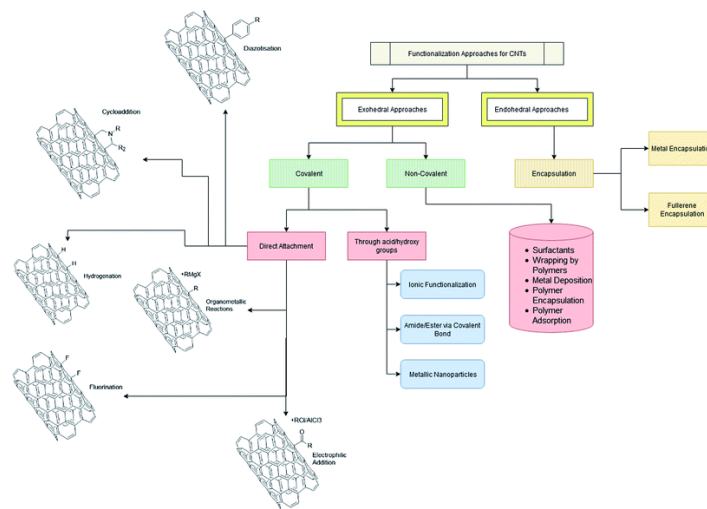 R
Diazotisation
Functionalization Approaches for CNTs
Exohedral Approaches
Endohedral Approaches
Cycloaddition
N
R
R2
Covalent
Non-Covalent
Encapsulation
Metal Encapsulation
Fullerene
Encapsulation
Direct Attachment
Through acid/hydroxy
groups
Surfactants
Wrapping by
Polymers
Metal Deposition
Polymer
Encapsulation
Polymer
Adsorption
H
H
Hydrogenation
+RMgX
R
Organometallic
Reactions
Ionic Functionalization
Amide/Ester via Covalent
Bond
Metallic Nanoparticles
F
F
Fluerination
+RCl/AlCl3
O
R
Electrophilic
Addition